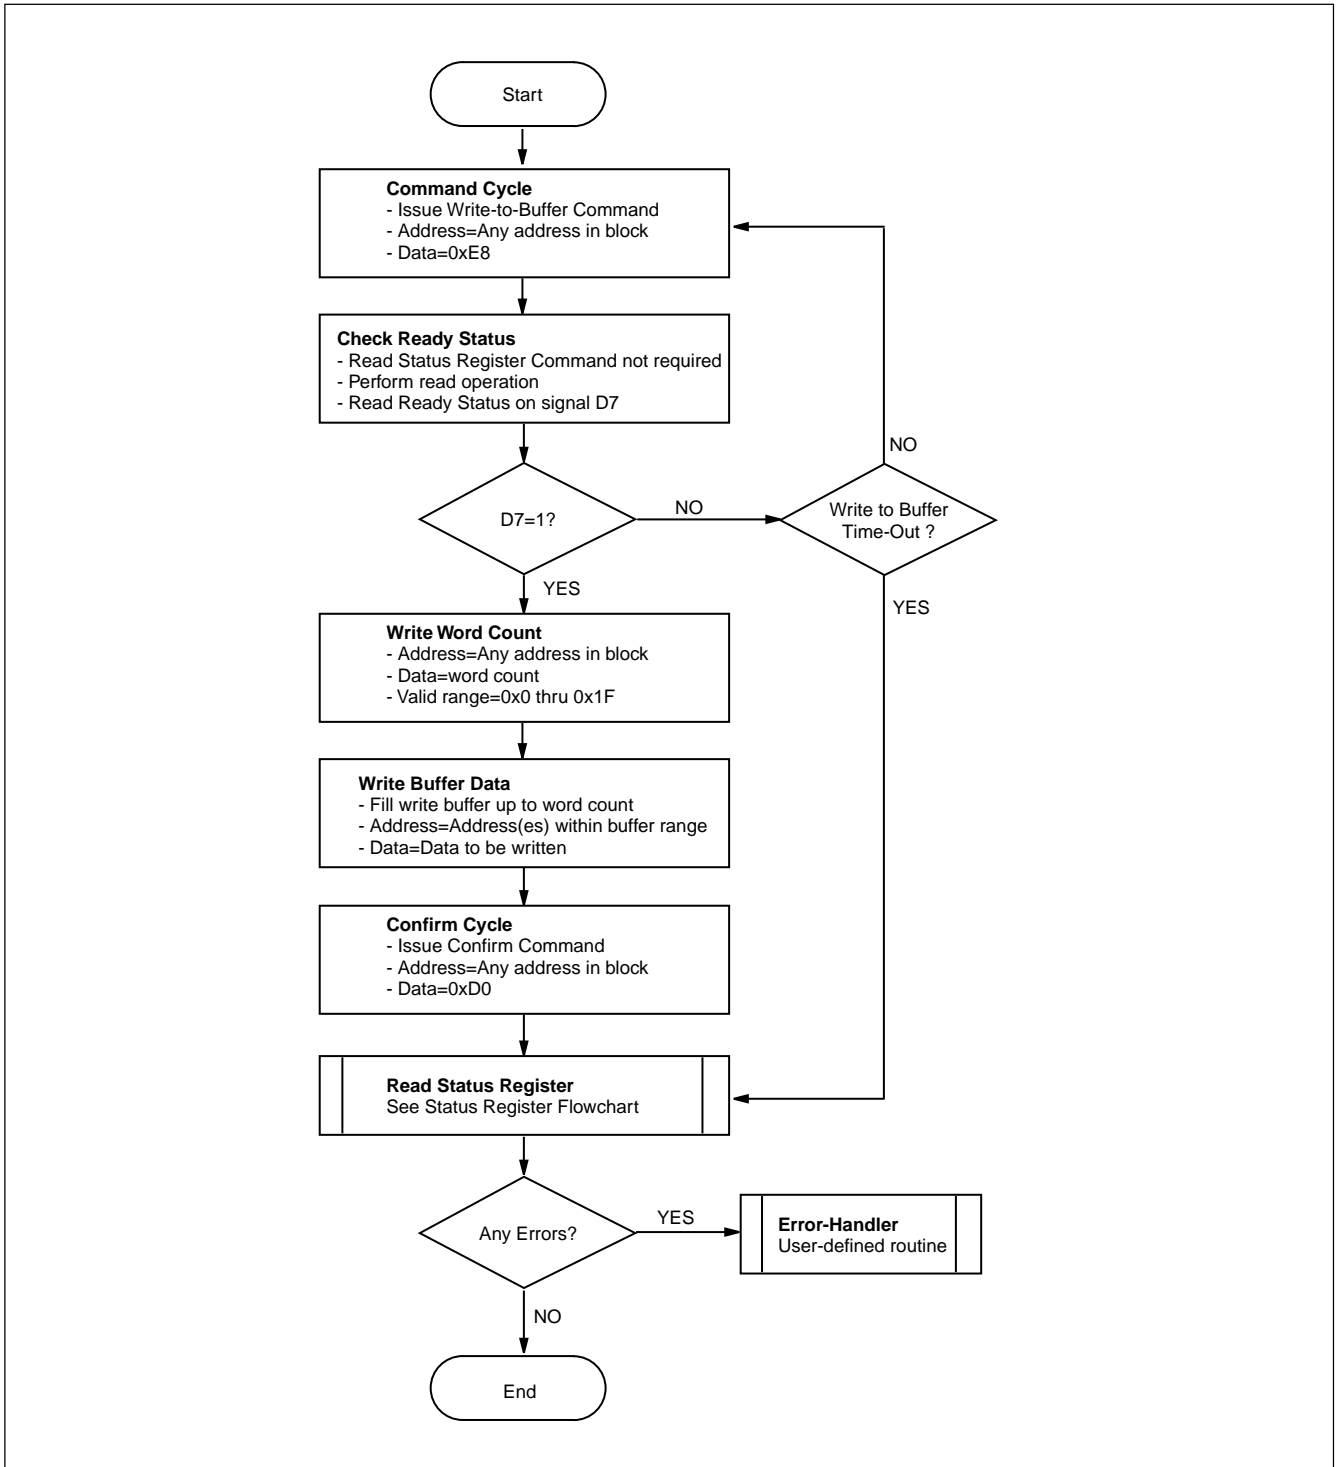 Start
Command Cycle
- Issue Write-to-Buffer Command
- Address=Any address in block
- Data=0xE8
Check Ready Status
- Read Status Register Command not required
- Perform read operation
- Read Ready Status on signal D7
NO
D7=1?
NO
Write to Buffer
Time-Out ?
YES
YES
Write Word Count
- Address=Any address in block
- Data=word count
- Valid range=0x0 thru 0x1F
Write Buffer Data
- Fill write buffer up to word count
- Address=Address(es) within buffer range
- Data=Data to be written
Confirm Cycle
- Issue Confirm Command
- Address=Any address in block
- Data=0xD0
Read Status Register
See Status Register Flowchart
Any Errors?
YES
Error-Handler
User-defined routine
NO
End